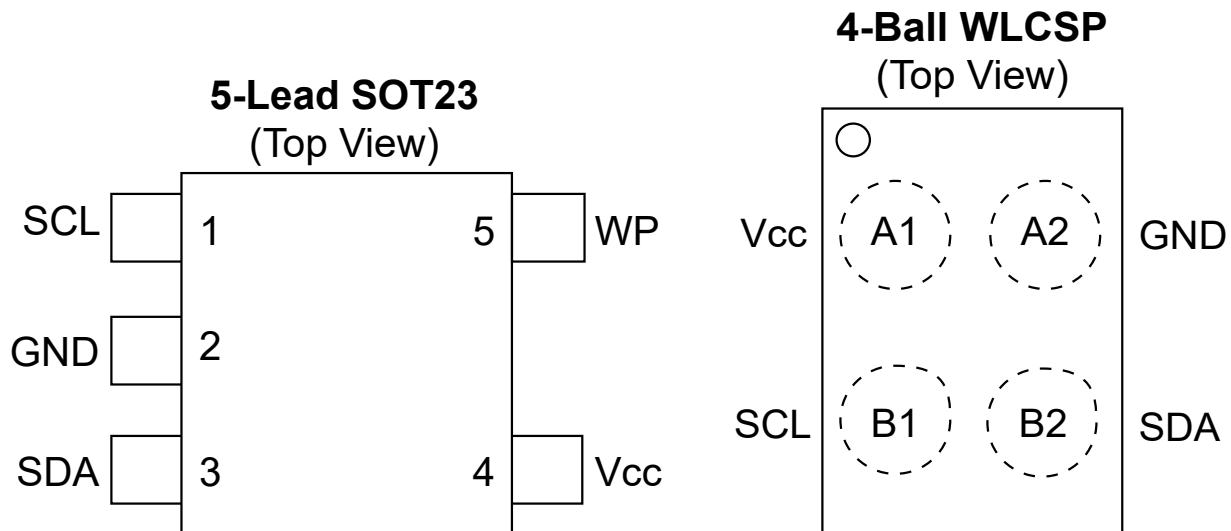 5-Lead SOT23
(Top View)
SCL 1 5 WP
GND 2
SDA 3 4 Vcc
4-Ball WLCSP
(Top View)
Vcc A1 A2 GND
SCL B1 B2 SDA